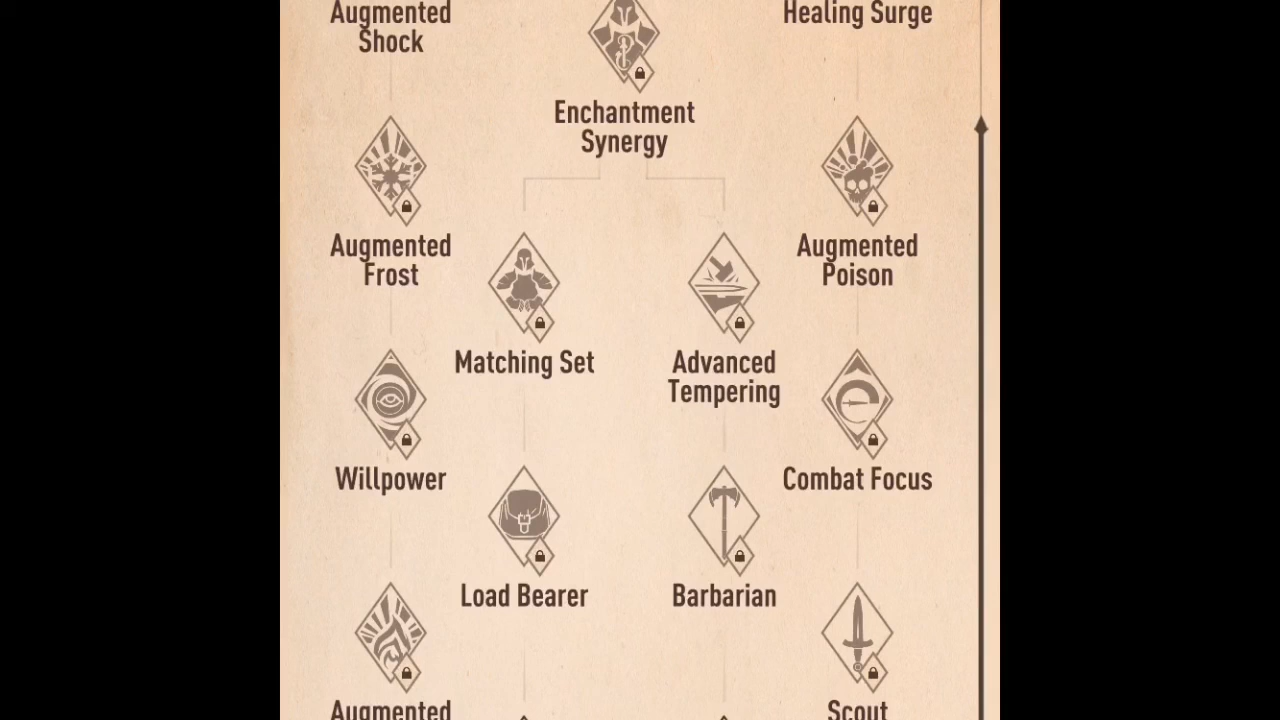 Augmented
Shock
Healing Surge
Enchantment
Synergy
Augmented
Frost
Augmented
Poison
Matching Set
Advanced
Tempering
Willpower
Combat Focus
Load Bearer
Barbarian
Augmented
Scout